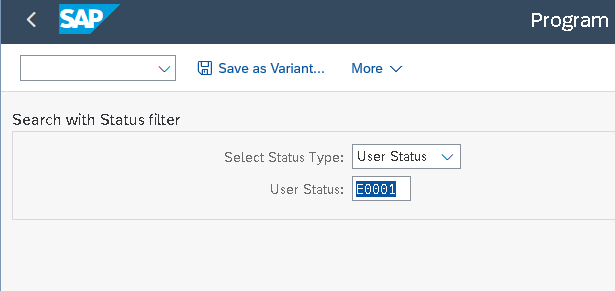 SAP Program
Save as Variant... More
Search with Status filter
Select Status Type: User Status
User Status: E0001